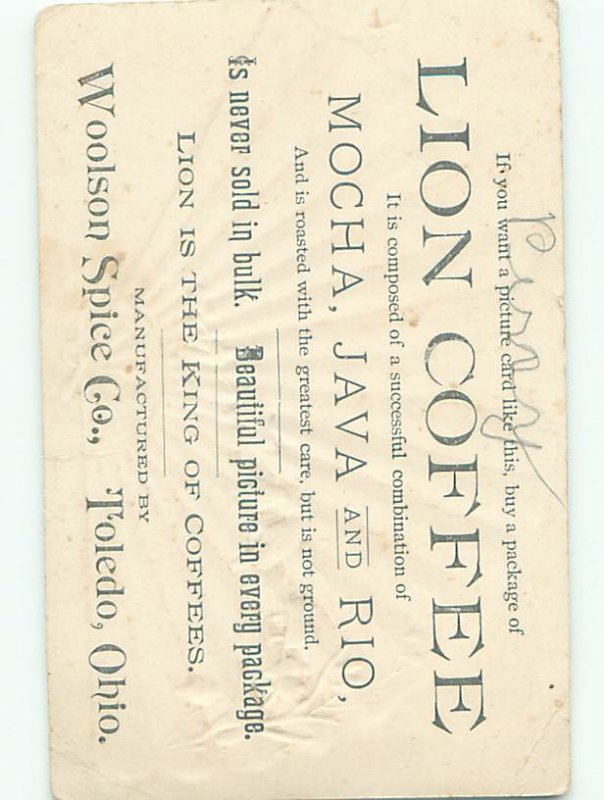 If you want a picture card like this, buy a package of
LION COFFEE
It is composed of a successful combination of
MOCHA, JAVA AND RIO,
And is roasted with the greatest care, but is not ground.
Is never sold in bulk. Beautiful picture in every package.
LION IS THE KING OF COFFEES.
MANUFACTURED BY
Woolson Spice Co., Toledo, Ohio.